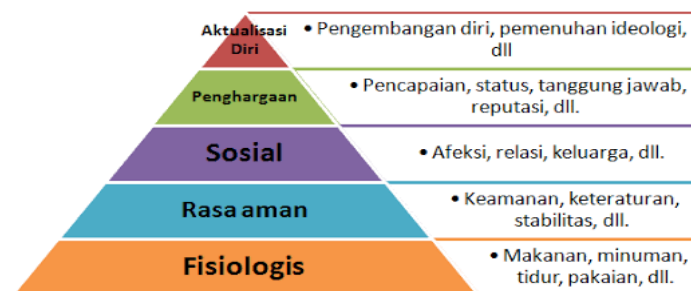 Aktualisasi
Diri
• Pengembangan diri, pemenuhan ideologi,
dll
Penghargaan
• Pencapaian, status, tanggung jawab,
reputasi, dll.
Sosial
• Afeksi, relasi, keluarga, dll.
Rasa aman
• Keamanan, keteraturan,
stabilitas, dll.
Fisiologis
• Makanan, minuman,
tidur, pakaian, dll.